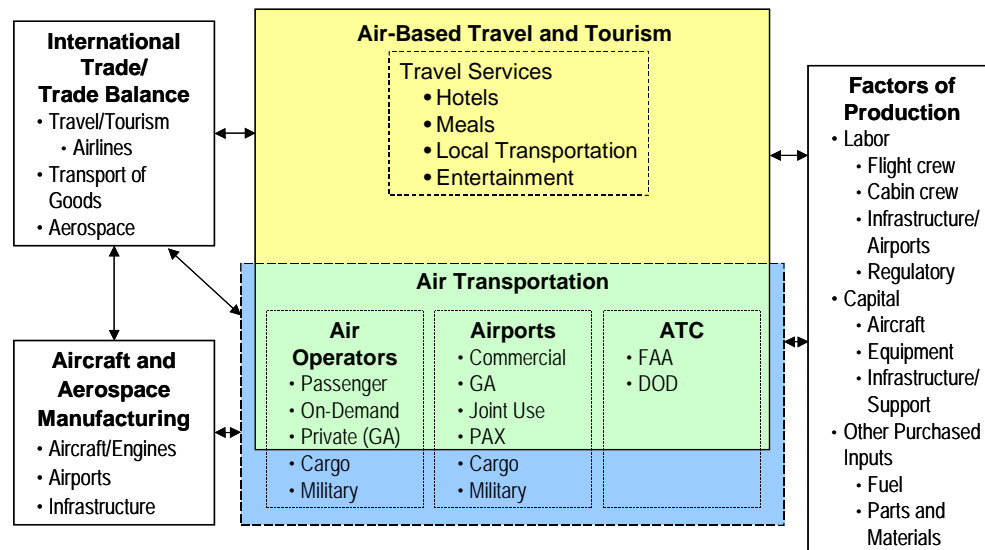 International
Trade/
Trade Balance
• Travel/Tourism
• Airlines
• Transport of
Goods
• Aerospace
Aircraft and
Aerospace
Manufacturing
• Aircraft/Engines
• Airports
• Infrastructure
Air-Based Travel and Tourism
Travel Services
• Hotels
• Meals
• Local Transportation
• Entertainment
Air Transportation
Air
Operators
• Passenger
• On-Demand
• Private (GA)
• Cargo
• Military
Airports
• Commercial
• GA
• Joint Use
• PAX
• Cargo
• Military
ATC
• FAA
• DOD
Factors of
Production
• Labor
• Flight crew
• Cabin crew
• Infrastructure/
Airports
• Regulatory
• Capital
• Aircraft
• Equipment
• Infrastructure/
Support
• Other Purchased
Inputs
• Fuel
• Parts and
Materials